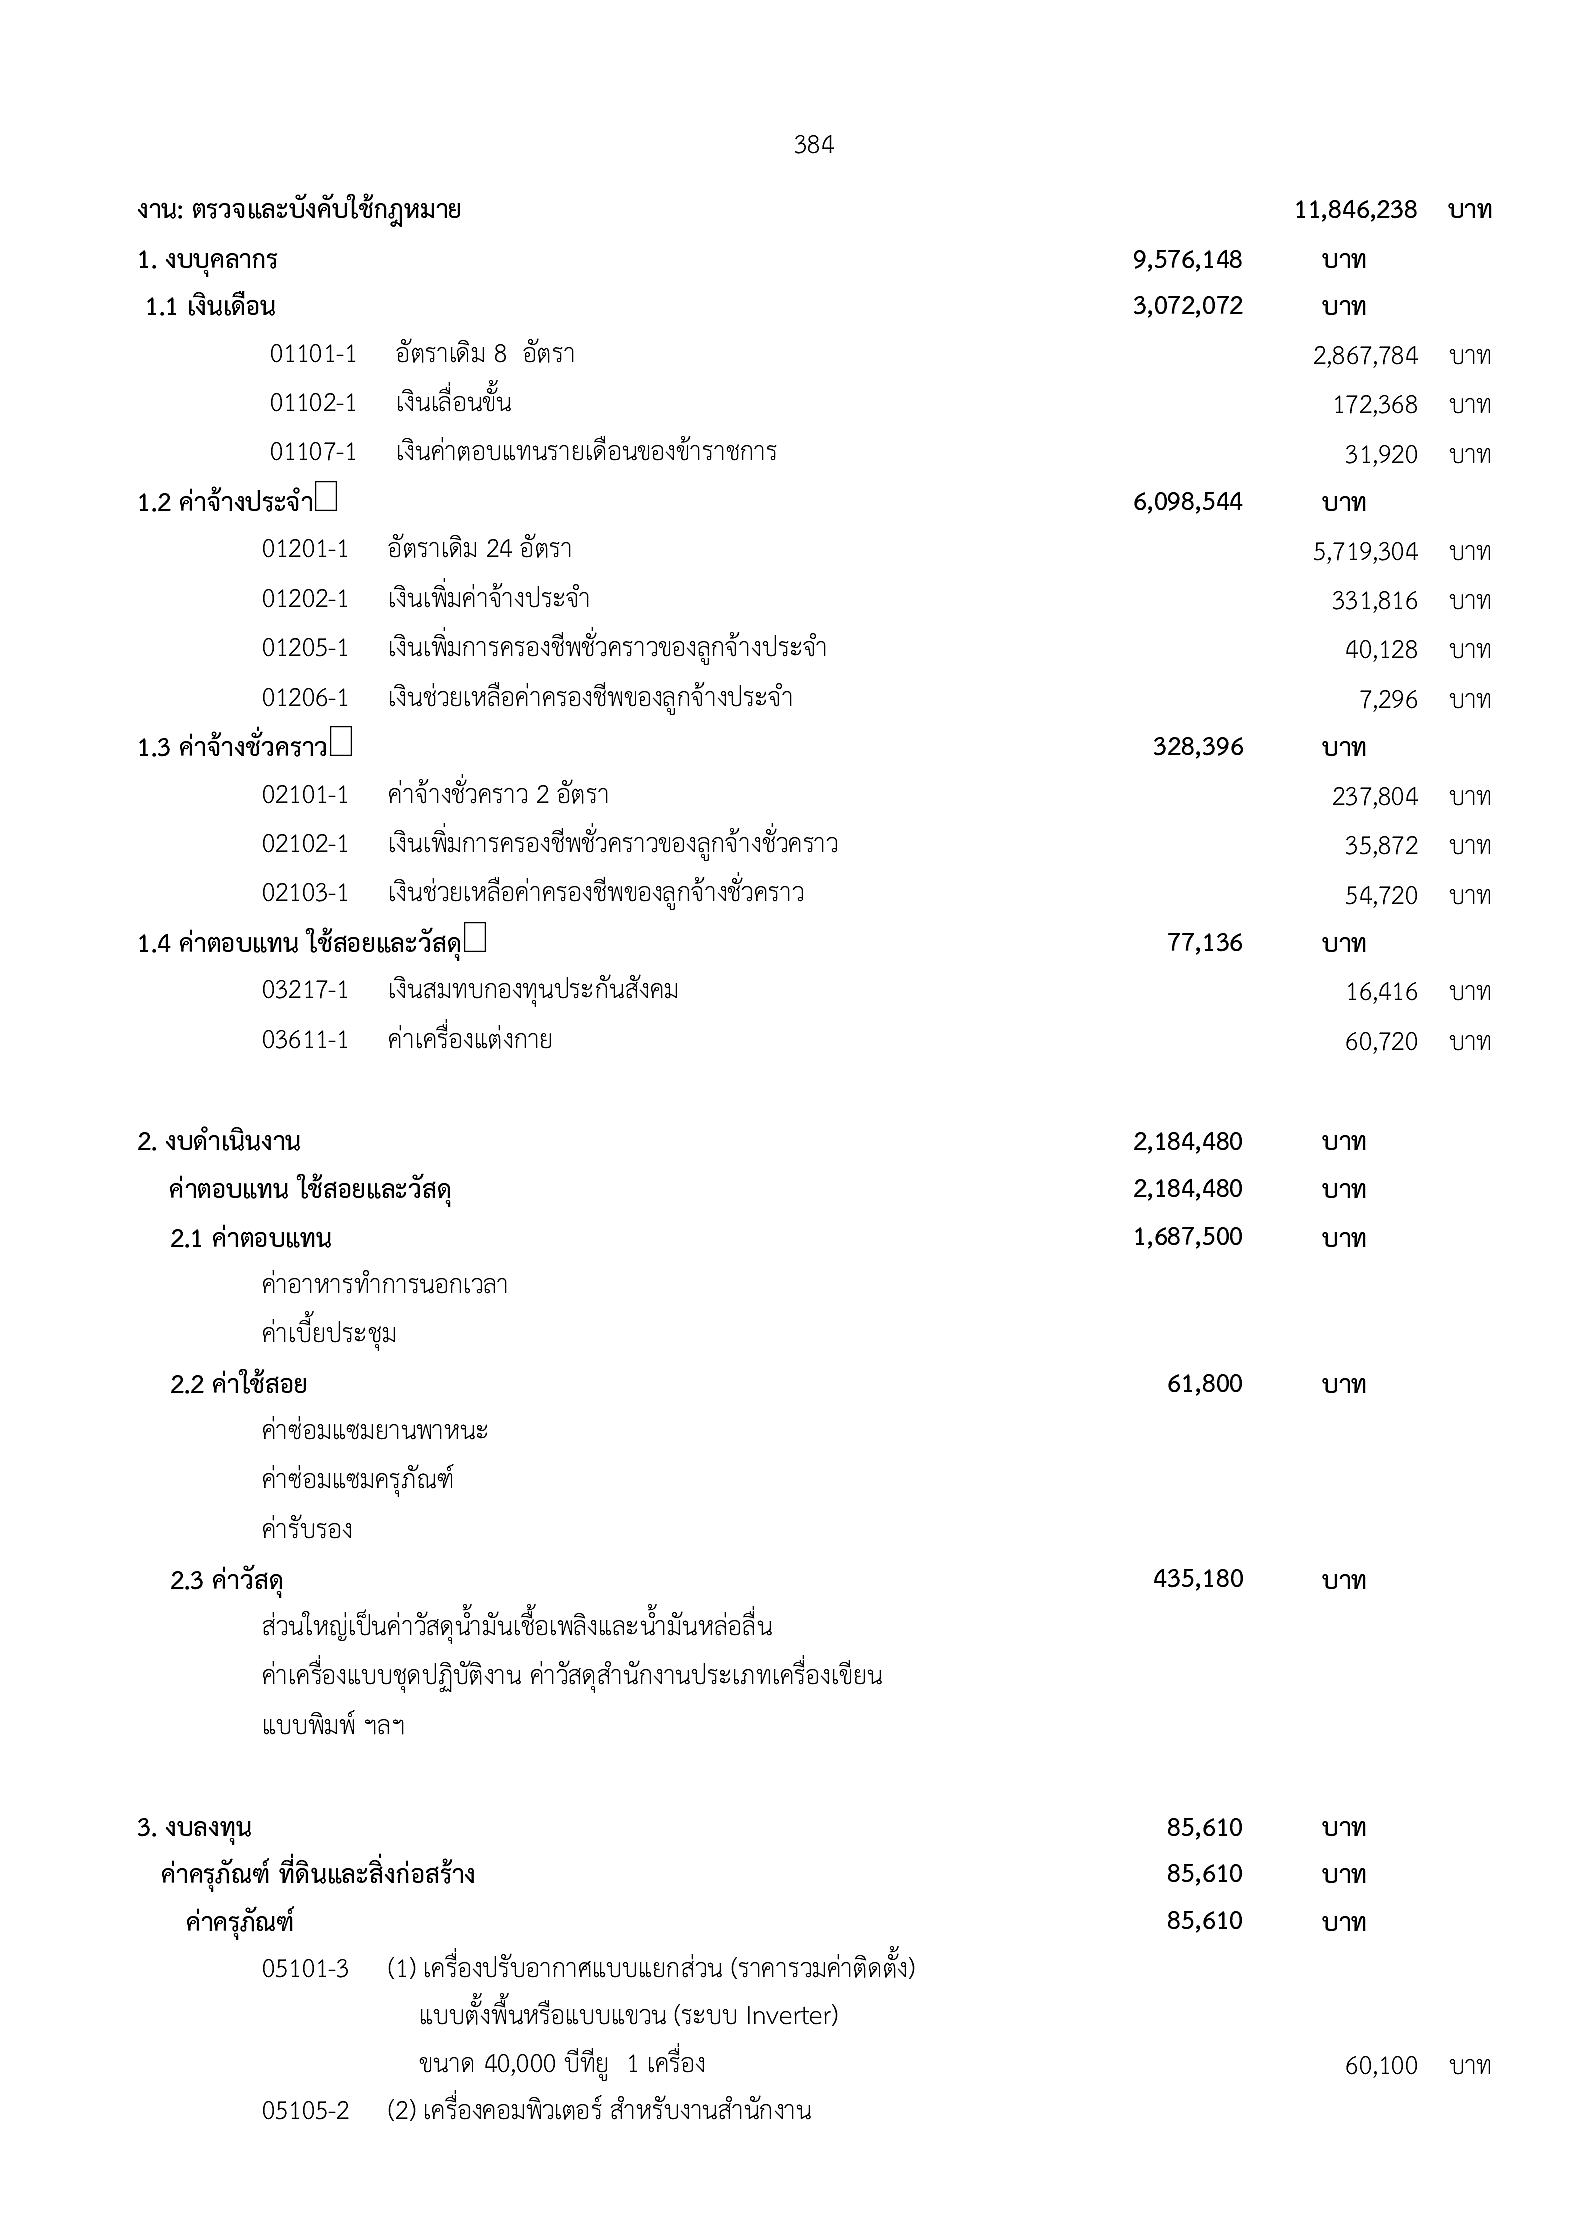 384
งาน: ตรวจและบังคับใช้กฎหมาย 11,846,238 บาท
1. งบบุคลากร 9,576,148 บาท
1.1 เงินเดือน 3,072,072 บาท
01101-1 อัตราเดิม 8 อัตรา 2,867,784 บาท
01102-1 เงินเลื่อนขั้น 172,368 บาท
01107-1 เงินค่าตอบแทนรายเดือนของข้าราชการ 31,920 บาท
1.2 ค่าจ้างประจำ 6,098,544 บาท
01201-1 อัตราเดิม 24 อัตรา 5,719,304 บาท
01202-1 เงินเพิ่มค่าจ้างประจำ 331,816 บาท
01205-1 เงินเพิ่มการครองชีพชั่วคราวของลูกจ้างประจำ 40,128 บาท
01206-1 เงินช่วยเหลือค่าครองชีพของลูกจ้างประจำ 7,296 บาท
1.3 ค่าจ้างชั่วคราว 328,396 บาท
02101-1 ค่าจ้างชั่วคราว 2 อัตรา 237,804 บาท
02102-1 เงินเพิ่มการครองชีพชั่วคราวของลูกจ้างชั่วคราว 35,872 บาท
02103-1 เงินช่วยเหลือค่าครองชีพของลูกจ้างชั่วคราว 54,720 บาท
1.4 ค่าตอบแทน ใช้สอยและวัสดุ 77,136 บาท
03217-1 เงินสมทบกองทุนประกันสังคม 16,416 บาท
03611-1 ค่าเครื่องแต่งกาย 60,720 บาท
2. งบดำเนินงาน 2,184,480 บาท
ค่าตอบแทน ใช้สอยและวัสดุ 2,184,480 บาท
2.1 ค่าตอบแทน 1,687,500 บาท
ค่าอาหารทำการนอกเวลา
ค่าเบี้ยประชุม
2.2 ค่าใช้สอย 61,800 บาท
ค่าซ่อมแซมยานพาหนะ
ค่าซ่อมแซมครุภัณฑ์
ค่ารับรอง
2.3 ค่าวัสดุ 435,180 บาท
ส่วนใหญ่เป็นค่าวัสดุน้ำมันเชื้อเพลิงและน้ำมันหล่อลื่น
ค่าเครื่องแบบชุดปฏิบัติงาน ค่าวัสดุสำนักงานประเภทเครื่องเขียน
แบบพิมพ์ ฯลฯ
3. งบลงทุน 85,610 บาท
ค่าครุภัณฑ์ ที่ดินและสิ่งก่อสร้าง 85,610 บาท
ค่าครุภัณฑ์ 85,610 บาท
05101-3 (1) เครื่องปรับอากาศแบบแยกส่วน (ราคารวมค่าติดตั้ง)
แบบตั้งพื้นหรือแบบแขวน (ระบบ Inverter)
ขนาด 40,000 บีทียู 1 เครื่อง 60,100 บาท
05105-2 (2) เครื่องคอมพิวเตอร์ สำหรับงานสำนักงาน